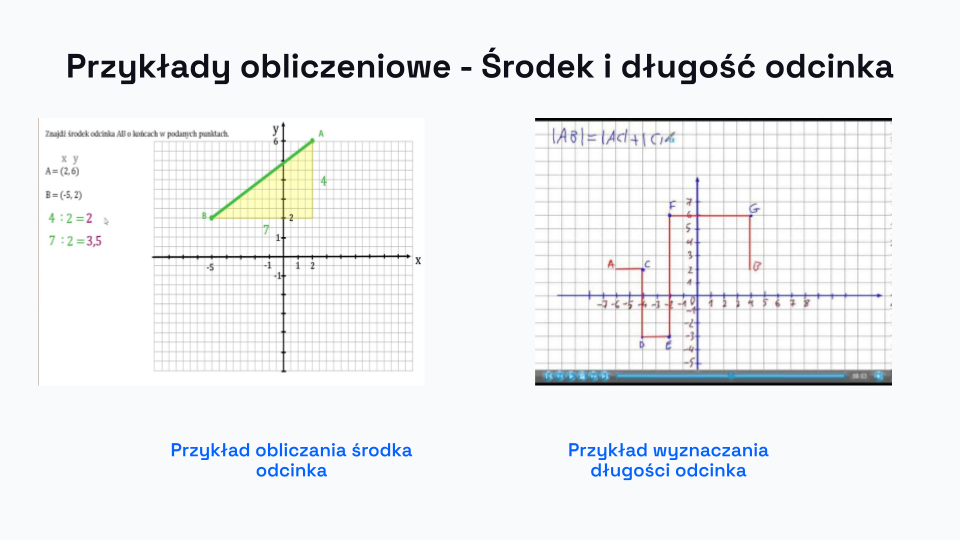 Przykłady obliczeniowe - Środek i długość odcinka
Znajdź środek odcinka AB o końcach w podanych punktach.
x y
A = (2, 6)
B = (-5, 2)
4 : 2 = 2
7 : 2 = 3,5
y
6
A
4
B
2
7
1
-5
-1
1
2
x
-1
|AB| = |AC| + |C
F
7
G
6
5
4
3
A
C
2
B
1
-7 -6 -5 -4 -3 -2 -1 0 1 2 3 4 5 6 7 8
-1
-2
-3
D
E
-4
-5
Przykład obliczania środka
odcinka
Przykład wyznaczania
długości odcinka